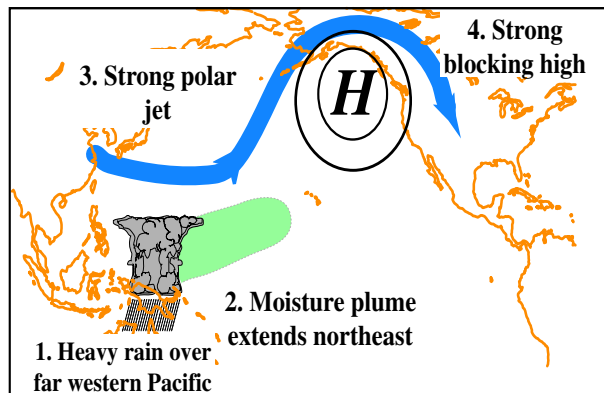 4. Strong
blocking high
3. Strong polar
jet
H
2. Moisture plume
extends northeast
1. Heavy rain over
far western Pacific